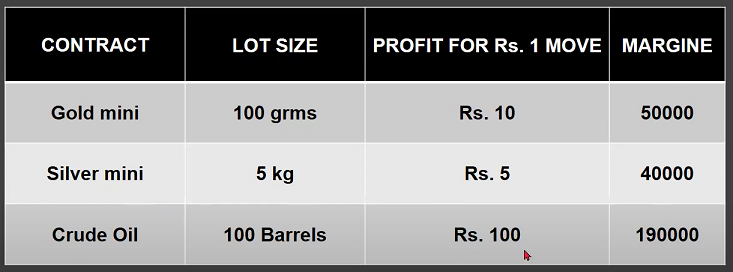 CONTRACT LOT SIZE PROFIT FOR Rs. 1 MOVE MARGINE
Gold mini 100 grms Rs. 10 50000
Silver mini 5 kg Rs. 5 40000
Crude Oil 100 Barrels Rs. 100 190000